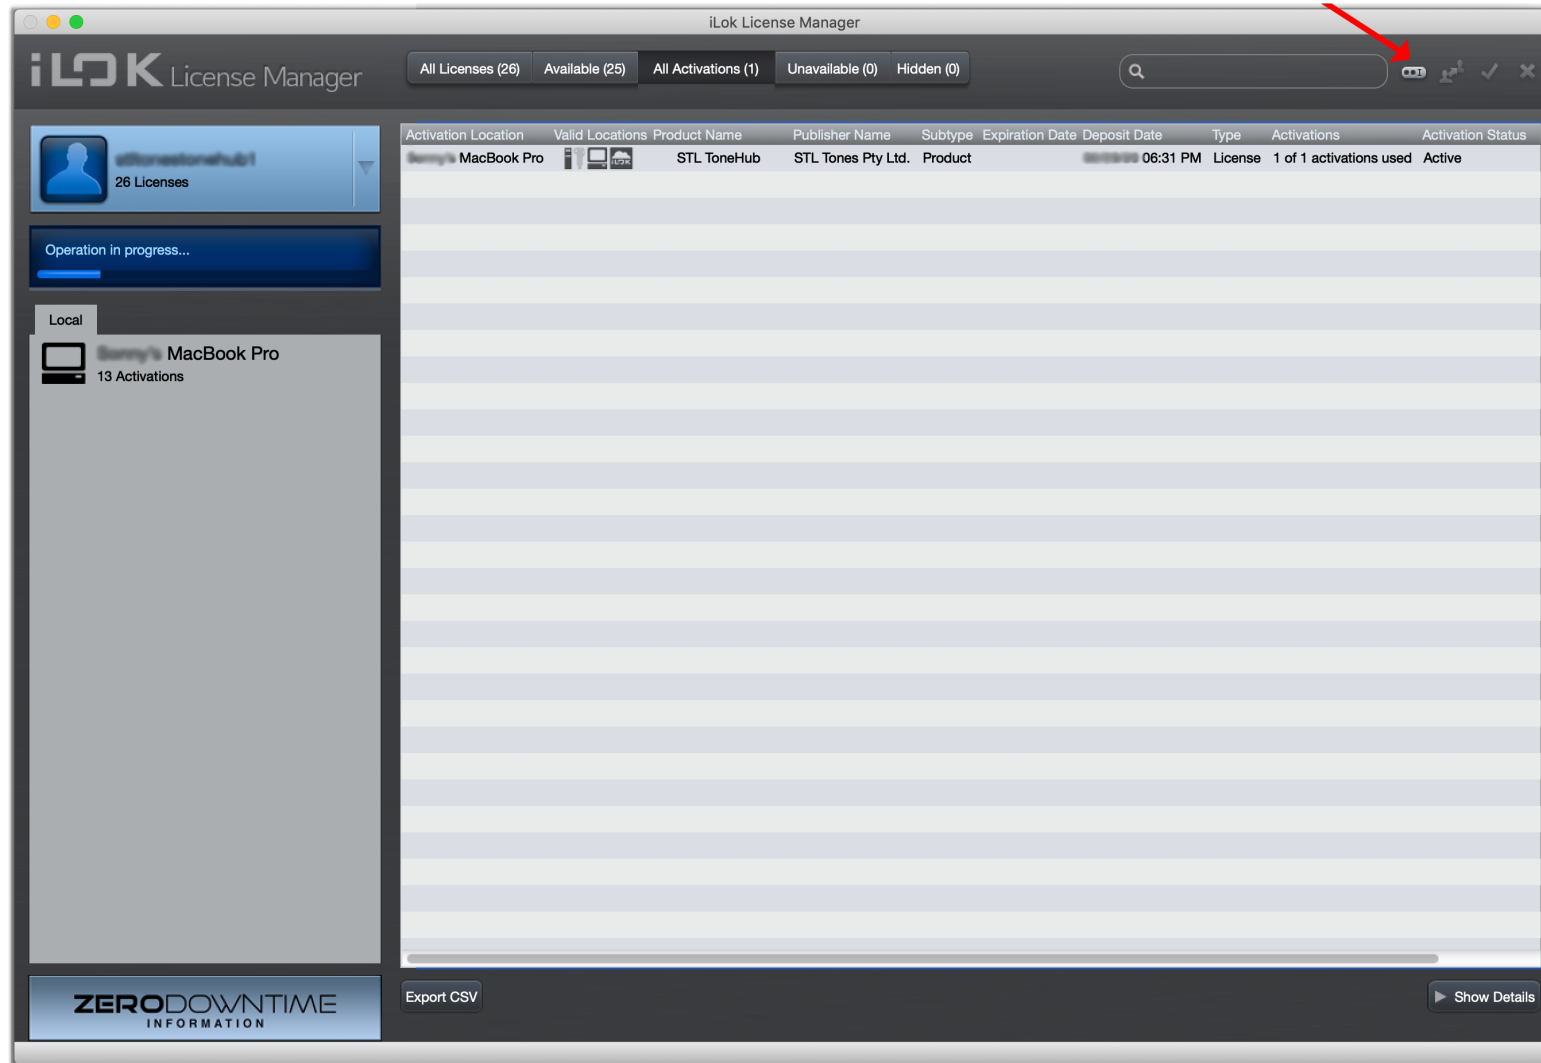 iLok License Manager
iLOK License Manager
All Licenses (26) Available (25) All Activations (1) Unavailable (0) Hidden (0)
26 Licenses
Operation in progress...
Local
MacBook Pro
13 Activations
Activation Location Valid Locations Product Name Publisher Name Subtype Expiration Date Deposit Date Type Activations Activation Status
MacBook Pro iLOK STL ToneHub STL Tones Pty Ltd. Product 06:31 PM License 1 of 1 activations used Active
ZERODOWNTIME
INFORMATION
Export CSV
Show Details